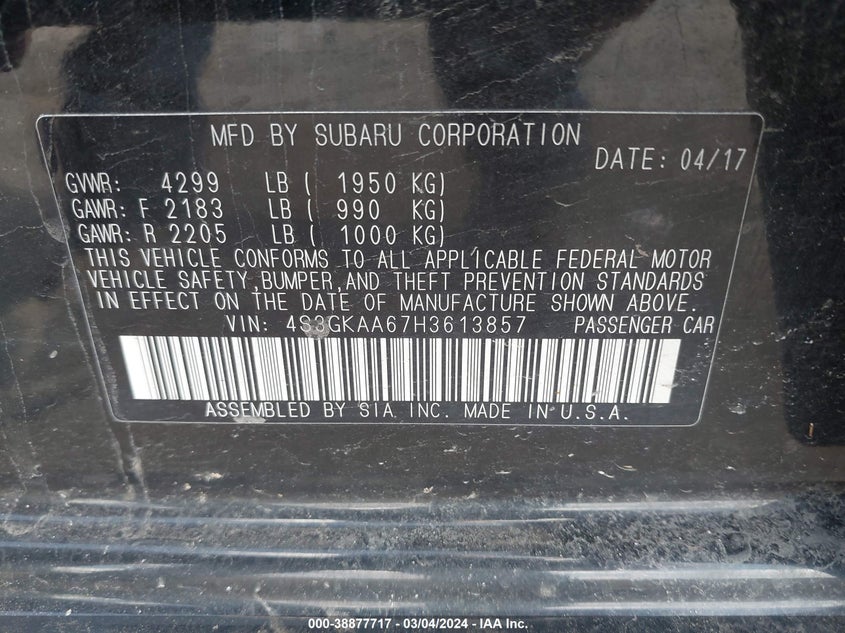 MFD BY SUBARU CORPORATION
DATE: 04/17
GVWR: 4299 LB ( 1950 KG)
GAWR: F 2183 LB ( 990 KG)
GAWR: R 2205 LB ( 1000 KG)
THIS VEHICLE CONFORMS TO ALL APPLICABLE FEDERAL MOTOR
VEHICLE SAFETY,BUMPER,AND THEFT PREVENTION STANDARDS
IN EFFECT ON THE DATE OF MANUFACTURE SHOWN ABOVE.
VIN: 4S3GKAA67H3613857 PASSENGER CAR
ASSEMBLED BY SIA INC. MADE IN U.S.A.
000-38877717 - 03/04/2024 - IAA Inc.